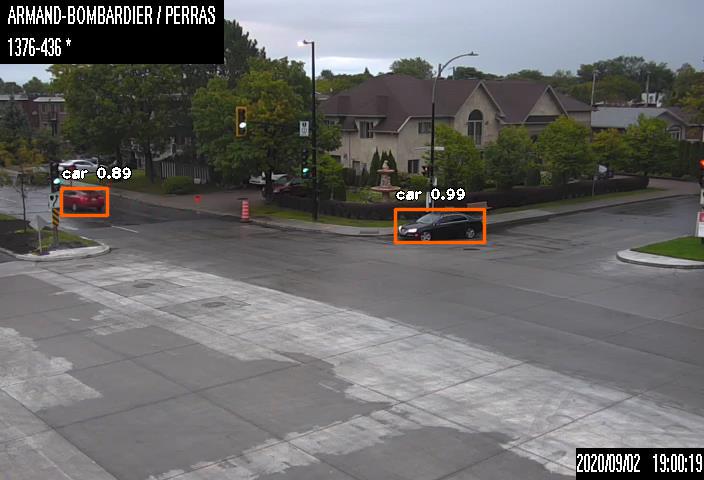 ARMAND-BOMBARDIER / PERRAS
1376-436 *
car 0.89
car 0.99
2020/09/02 19:00:19